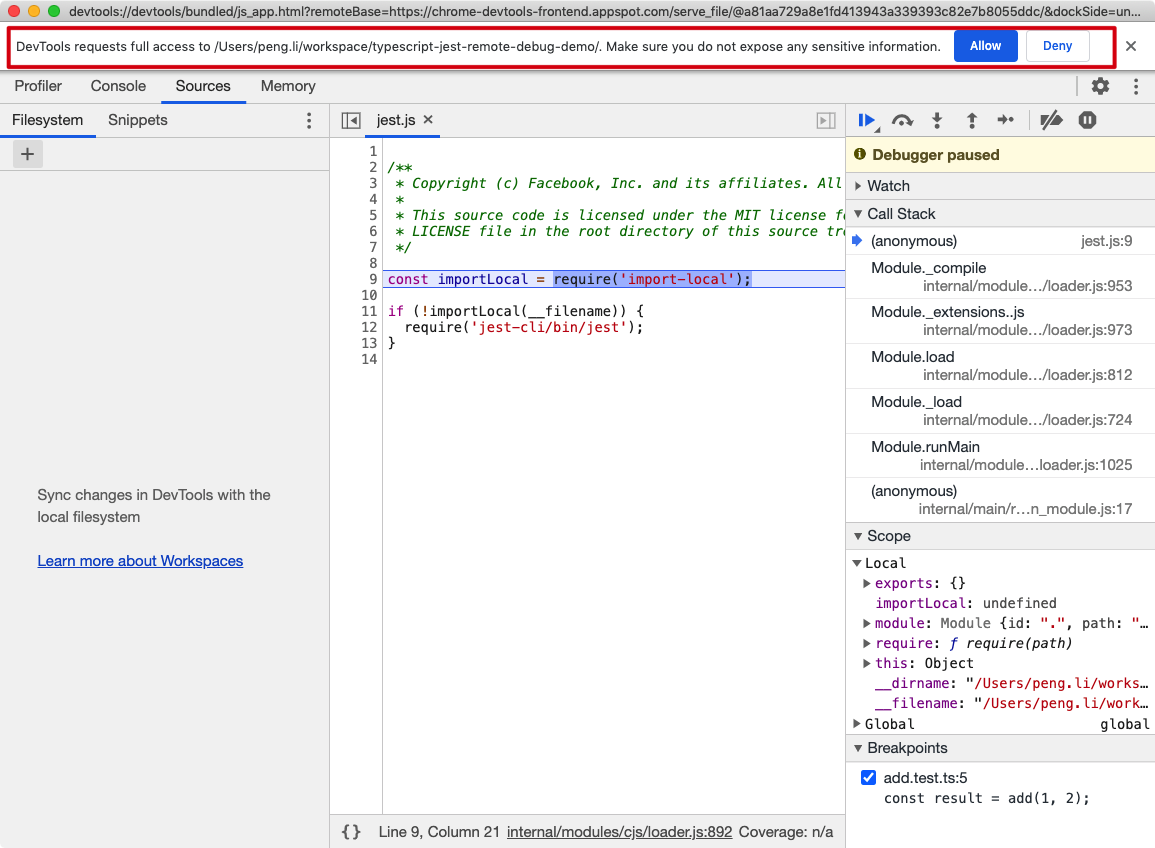 devtools://devtools/bundled/js_app.html?remoteBase=https://chrome-devtools-frontend.appspot.com/serve_file/@a81aa729a8e1fd413943a339393c82e7b8055ddc/&dockSide=un...
DevTools requests full access to /Users/peng.li/workspace/typescript-jest-remote-debug-demo/. Make sure you do not expose any sensitive information. Allow Deny
Profiler Console Sources Memory
Filesystem Snippets
Sync changes in DevTools with the
local filesystem
Learn more about Workspaces
jest.js
1
2 /**
3 * Copyright (c) Facebook, Inc. and its affiliates. All
4 *
5 * This source code is licensed under the MIT license fo
6 * LICENSE file in the root directory of this source tre
7 */
8
9 const importLocal = require('import-local');
10
11 if (!importLocal(__filename)) {
12 require('jest-cli/bin/jest');
13 }
14
{} Line 9, Column 21 internal/modules/cjs/loader.js:892 Coverage: n/a
Debugger paused
Watch
Call Stack
(anonymous) jest.js:9
Module._compile
internal/module…/loader.js:953
Module._extensions..js
internal/module…/loader.js:973
Module.load
internal/module…/loader.js:812
Module._load
internal/module…/loader.js:724
Module.runMain
internal/module…loader.js:1025
(anonymous)
internal/main/r…n_module.js:17
Scope
Local
exports: {}
importLocal: undefined
module: Module {id: ".", path: "…
require: ƒ require(path)
this: Object
__dirname: "/Users/peng.li/works…
__filename: "/Users/peng.li/work…
Global global
Breakpoints
add.test.ts:5
const result = add(1, 2);